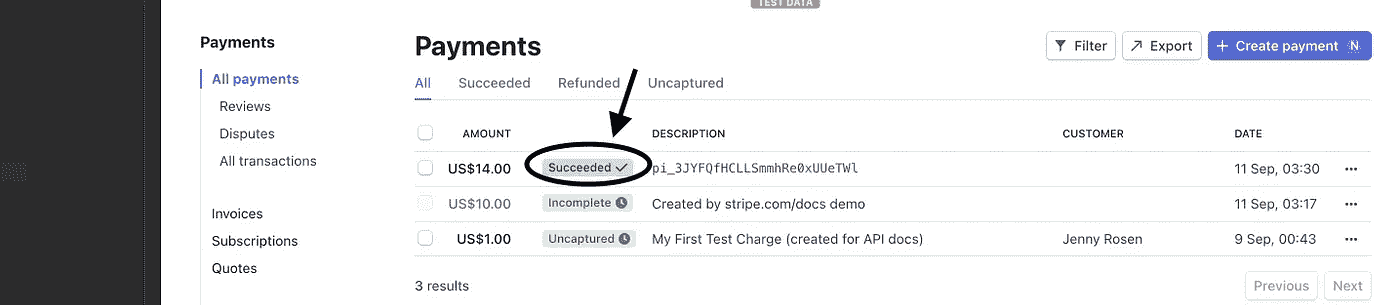 TEST DATA
Payments
All payments
Reviews
Disputes
All transactions
Invoices
Subscriptions
Quotes
Payments
Filter
Export
+ Create payment N
All Succeeded Refunded Uncaptured
AMOUNT DESCRIPTION CUSTOMER DATE
US$14.00 Succeeded pi_3JYFQfHCLLSmmhRe0xUUeTWl 11 Sep, 03:30
US$10.00 Incomplete Created by stripe.com/docs demo 11 Sep, 03:17
US$1.00 Uncaptured My First Test Charge (created for API docs) Jenny Rosen 9 Sep, 00:43
3 results
Previous Next